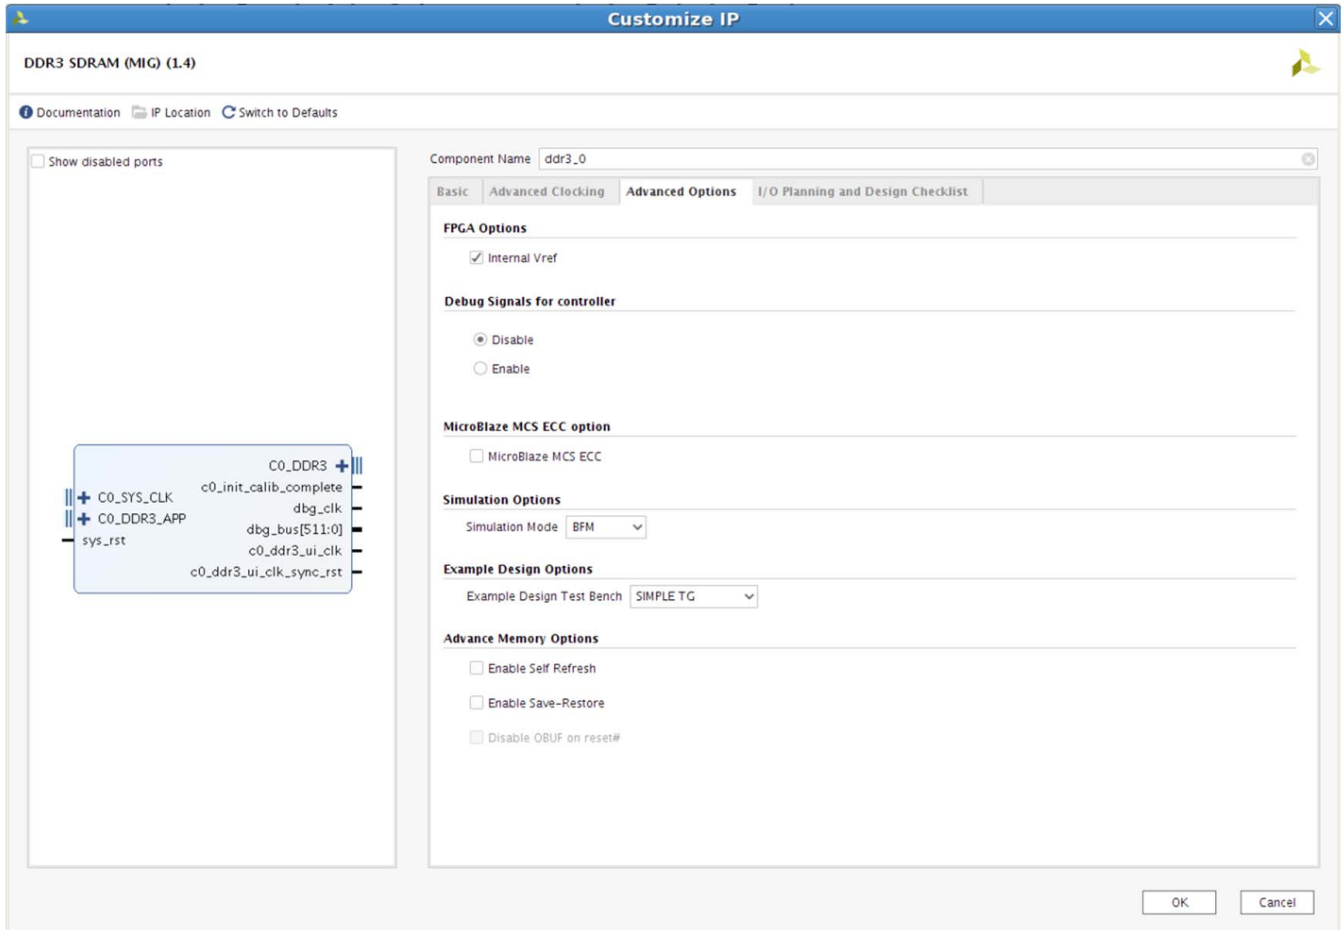 Customize IP
DDR3 SDRAM (MIG) (1.4)
Documentation IP Location Switch to Defaults
Show disabled ports
C0_DDR3
c0_init_calib_complete
C0_SYS_CLK
dbg_clk
C0_DDR3_APP
dbg_bus[511:0]
sys_rst
c0_ddr3_ui_clk
c0_ddr3_ui_clk_sync_rst
Component Name ddr3_0
Basic Advanced Clocking Advanced Options I/O Planning and Design Checklist
FPGA Options
Internal Vref
Debug Signals for controller
Disable
Enable
MicroBlaze MCS ECC option
MicroBlaze MCS ECC
Simulation Options
Simulation Mode BFM
Example Design Options
Example Design Test Bench SIMPLE TG
Advance Memory Options
Enable Self Refresh
Enable Save-Restore
Disable OBUF on reset#
OK Cancel